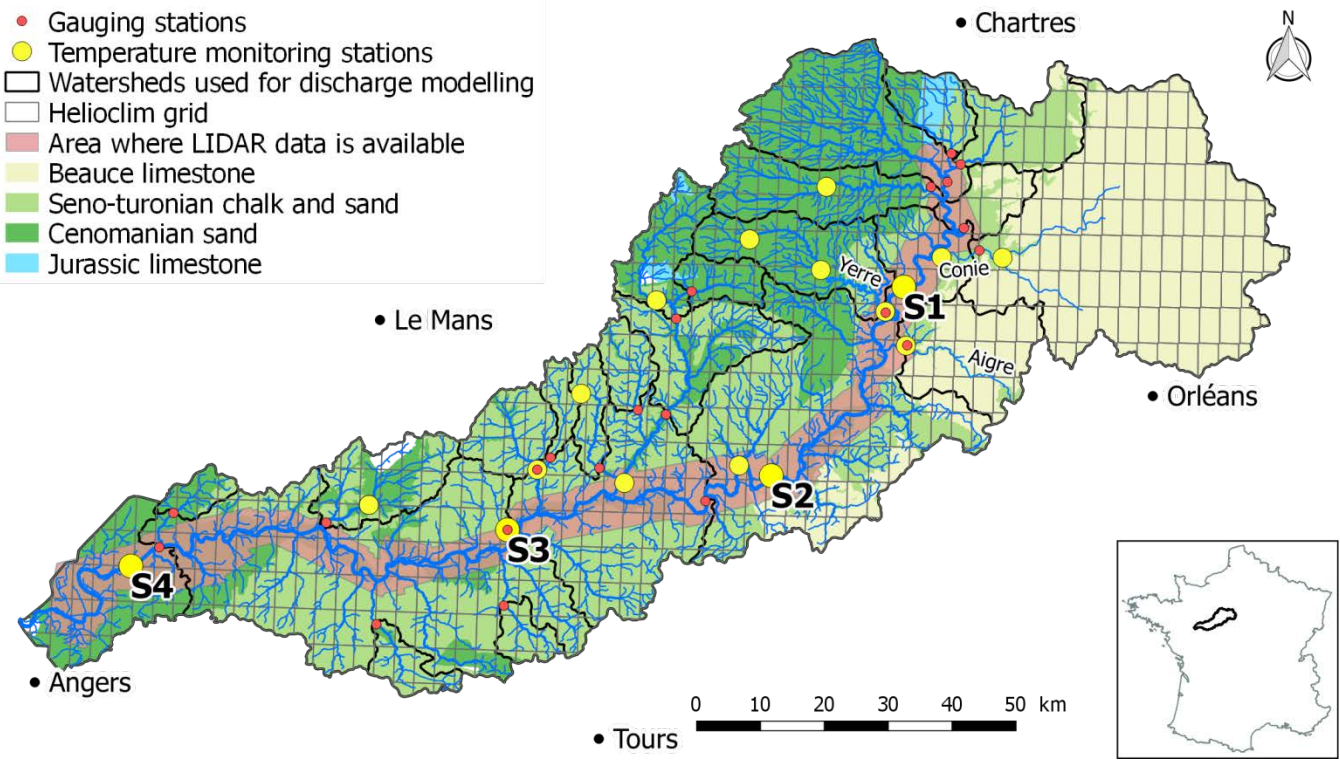 Gauging stations
Temperature monitoring stations
Watersheds used for discharge modelling
Helioclim grid
Area where LIDAR data is available
Beauce limestone
Seno-turonian chalk and sand
Cenomanian sand
Jurassic limestone
Chartres
N
Yerre
Conie
S1
Le Mans
Aigre
Orléans
S2
S3
S4
Angers
0 10 20 30 40 50 km
Tours